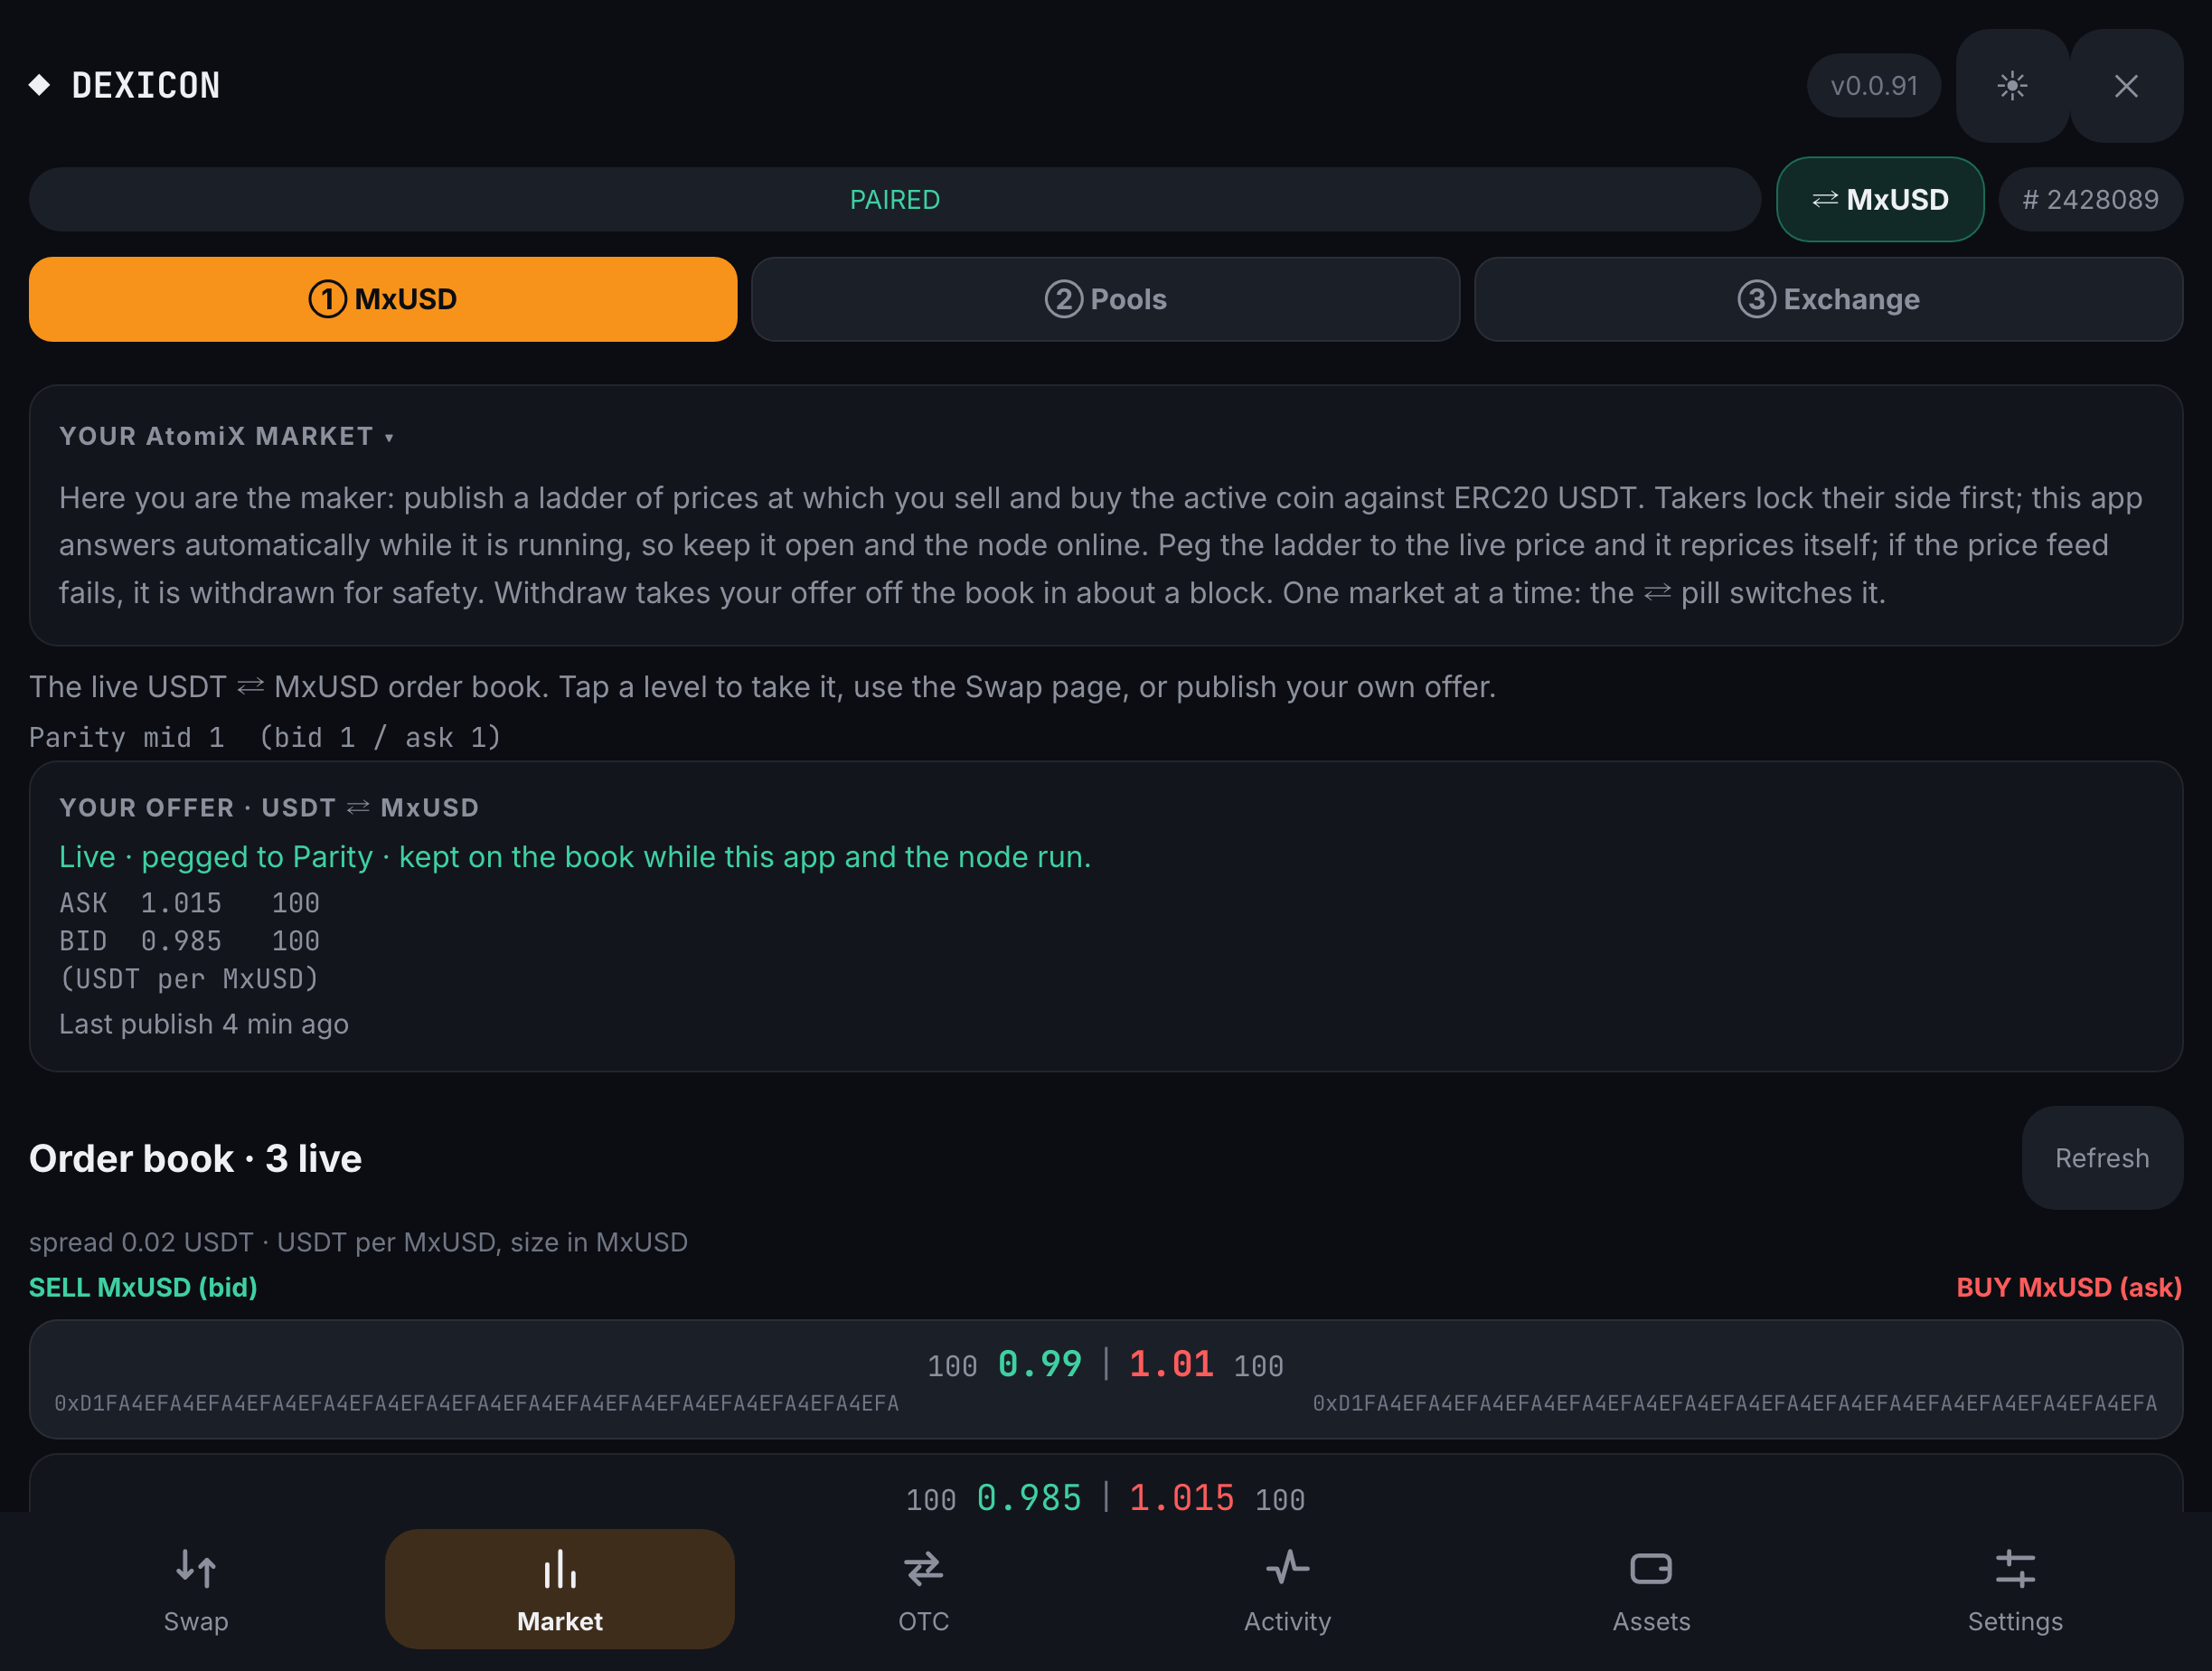 ◆ DEXICON
v0.0.91
PAIRED
⇄ MxUSD
# 2428089
① MxUSD
② Pools
③ Exchange
YOUR AtomiX MARKET ▾
Here you are the maker: publish a ladder of prices at which you sell and buy the active coin against ERC20 USDT. Takers lock their side first; this app
answers automatically while it is running, so keep it open and the node online. Peg the ladder to the live price and it reprices itself; if the price feed
fails, it is withdrawn for safety. Withdraw takes your offer off the book in about a block. One market at a time: the ⇄ pill switches it.
The live USDT ⇄ MxUSD order book. Tap a level to take it, use the Swap page, or publish your own offer.
Parity mid 1 (bid 1 / ask 1)
YOUR OFFER · USDT ⇄ MxUSD
Live · pegged to Parity · kept on the book while this app and the node run.
ASK 1.015 100
BID 0.985 100
(USDT per MxUSD)
Last publish 4 min ago
Order book · 3 live
Refresh
spread 0.02 USDT · USDT per MxUSD, size in MxUSD
SELL MxUSD (bid)
BUY MxUSD (ask)
100 0.99 | 1.01 100
0xD1FA4EFA4EFA4EFA4EFA4EFA4EFA4EFA4EFA4EFA4EFA4EFA4EFA4EFA4EFA4EFA
0xD1FA4EFA4EFA4EFA4EFA4EFA4EFA4EFA4EFA4EFA4EFA4EFA4EFA4EFA4EFA4EFA
100 0.985 | 1.015 100
Swap
Market
OTC
Activity
Assets
Settings